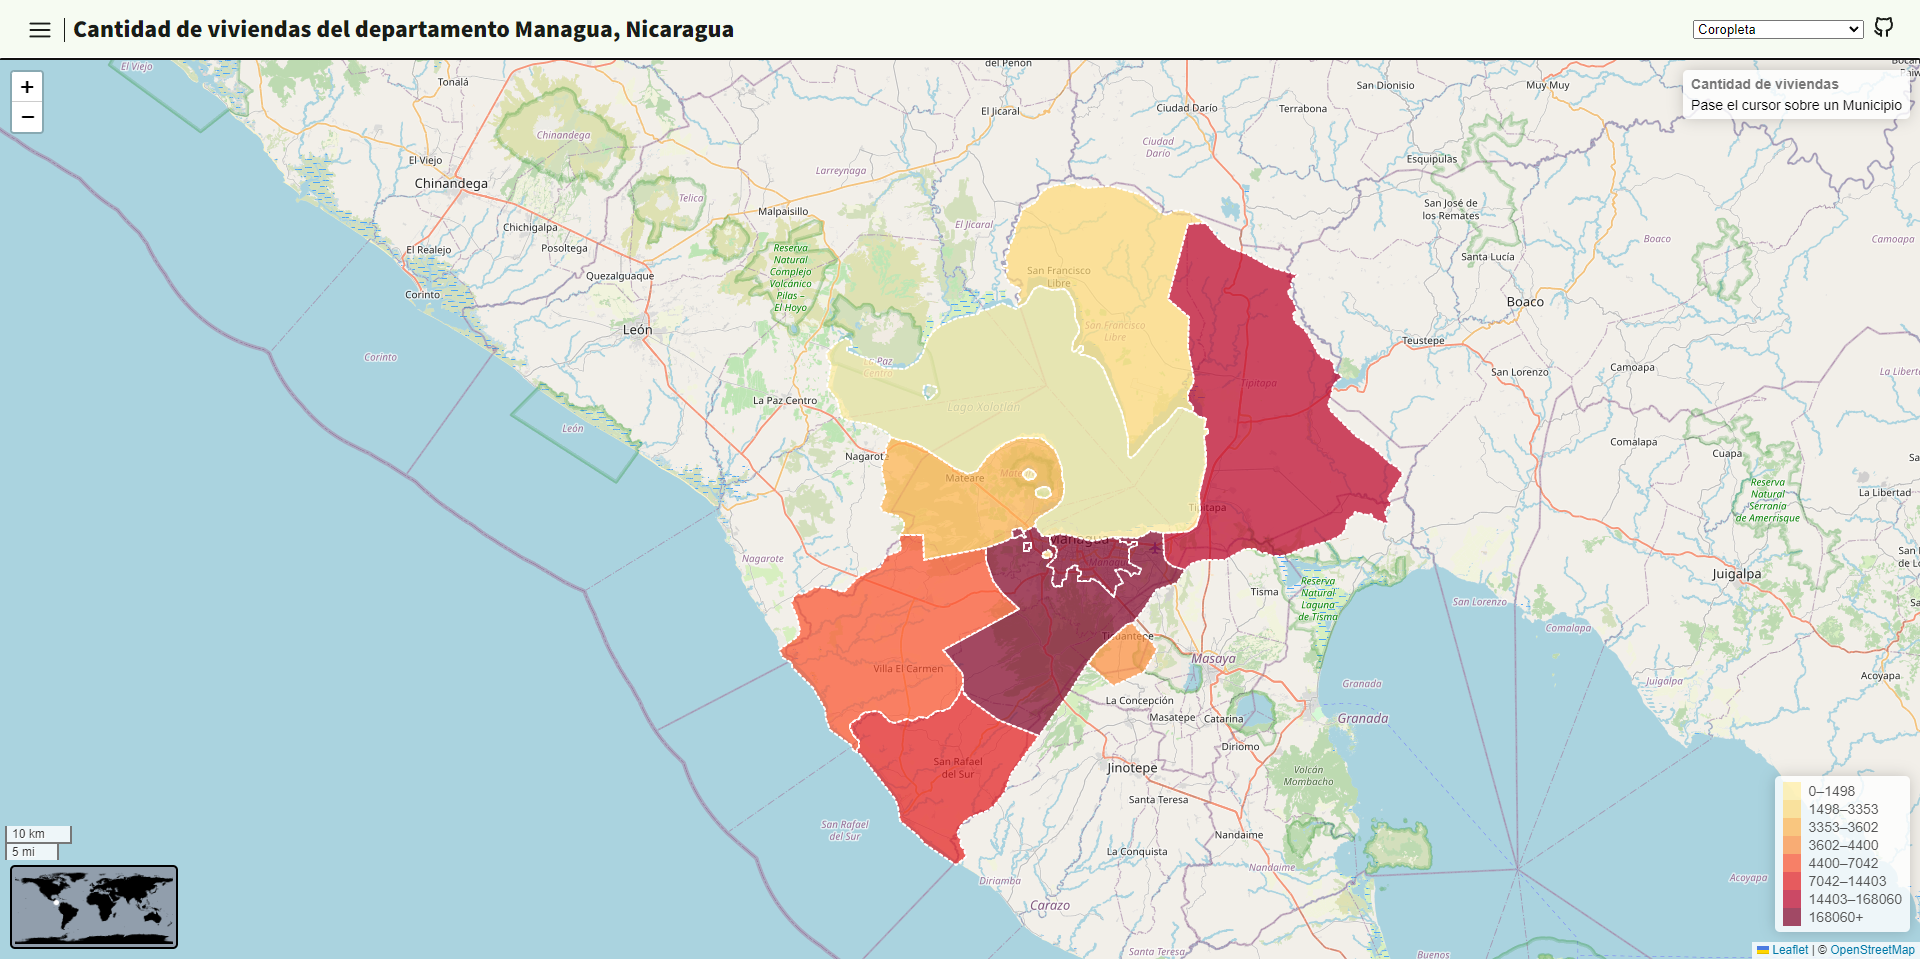 Cantidad de viviendas del departamento Managua, Nicaragua
Coropleta
+
−
Cantidad de viviendas
Pase el cursor sobre un Municipio
El Viejo
Tonalá
del Peñón
El Jicaral
Ciudad Darío
San Dionisio
Terrabona
Muy Muy
Chinandega
Ciudad
Darío
Esquipulas
El Viejo
Chinandega
Larreynaga
Telica
Malpaisillo
El Jicaral
San José de
los Remates
Chichigalpa
Posoltega
El Realejo
Reserva
Natural
Complejo
Volcánico
Pilas –
El Hoyo
Boaco
Camoapa
Santa Lucía
Quezalguaque
San Francisco
Libre
Corinto
Boaco
León
San Francisco
Libre
Teustepe
Corinto
La Paz
Centro
San Lorenzo
Camoapa
Tipitapa
La Paz Centro
Lago Xolotlán
León
Comalapa
Cuapa
Nagarote
Mateare
Reserva
Natural
Serranía
de Amerrisque
La Libertad
Tipitapa
Managua
Nagarote
Juigalpa
Tisma
Reserva
Natural
Laguna
de Tisma
San Lorenzo
Comalapa
Ticuantepe
Masaya
Villa El Carmen
Granada
Juigalpa
Acoyapa
La Concepción
Masatepe
Catarina
Granada
Diriomo
San Rafael
del Sur
Jinotepe
Volcán
Mombacho
Santa Teresa
San Rafael
del Sur
Nandaime
La Conquista
Nandaime
Diriamba
Acoyapa
Carazo
Santa Teresa
Buenos
0–1498
1498–3353
3353–3602
3602–4400
4400–7042
7042–14403
14403–168060
168060+
10 km
5 mi
Leaflet | © OpenStreetMap